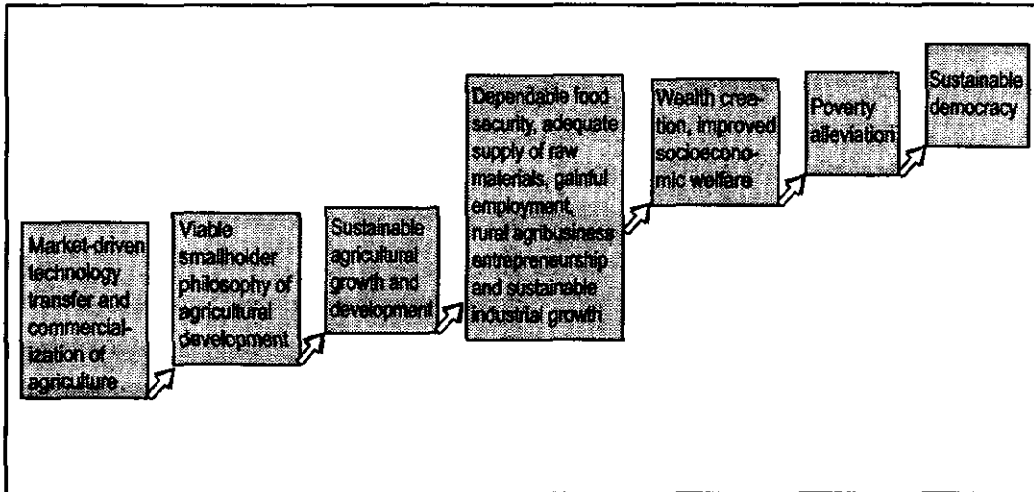 Market-driven
technology
transfer and
commercial-
ization of
agriculture
Viable
smallholder
philosophy of
agricultural
development
Sustainable
agricultural
growth and
development
Dependable food
security, adequate
supply of raw
materials, gainful
employment,
rural agribusiness
entrepreneurship
and sustainable
industrial growth
Wealth crea-
tion, improved
socioecono-
mic welfare
Poverty
alleviation
Sustainable
democracy